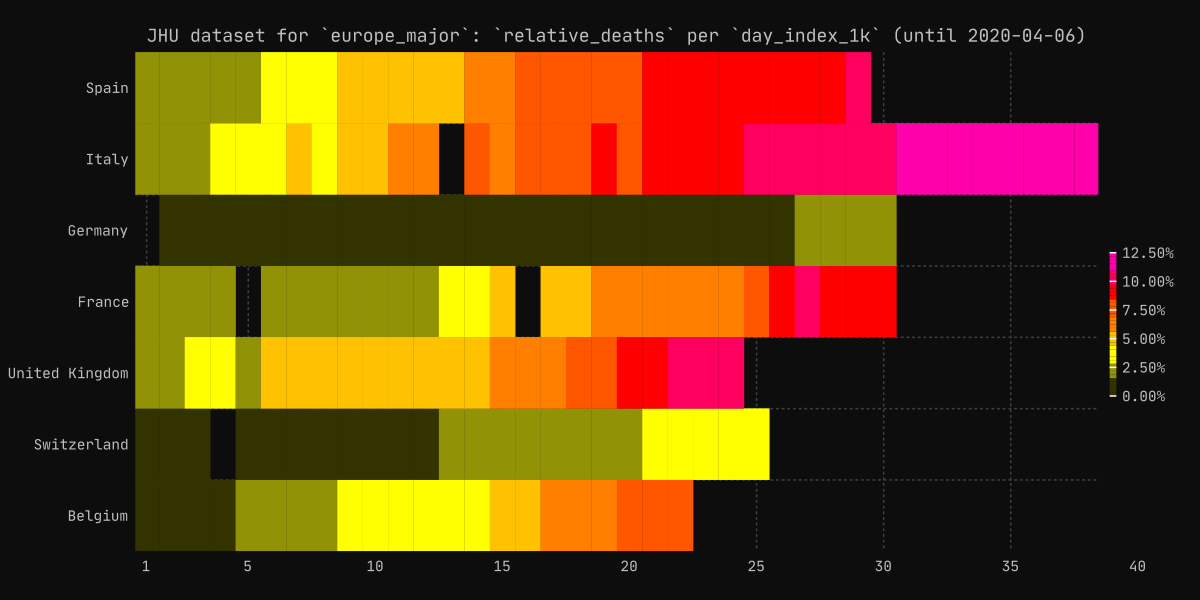 JHU dataset for `europe_major`: `relative_deaths` per `day_index_1k` (until 2020-04-06)
Spain
Italy
Germany
France
United Kingdom
Switzerland
Belgium
12.50%
10.00%
7.50%
5.00%
2.50%
0.00%
1 5 10 15 20 25 30 35 40